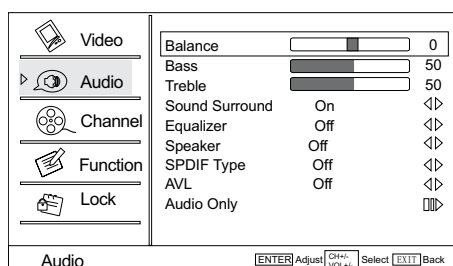 Video
Audio
Channel
Function
Lock
Balance 0
Bass 50
Treble 50
Sound Surround On
Equalizer Off
Speaker Off
SPDIF Type Off
AVL Off
Audio Only
Audio
ENTER Adjust CH+/- VOL+/- Select EXIT Back